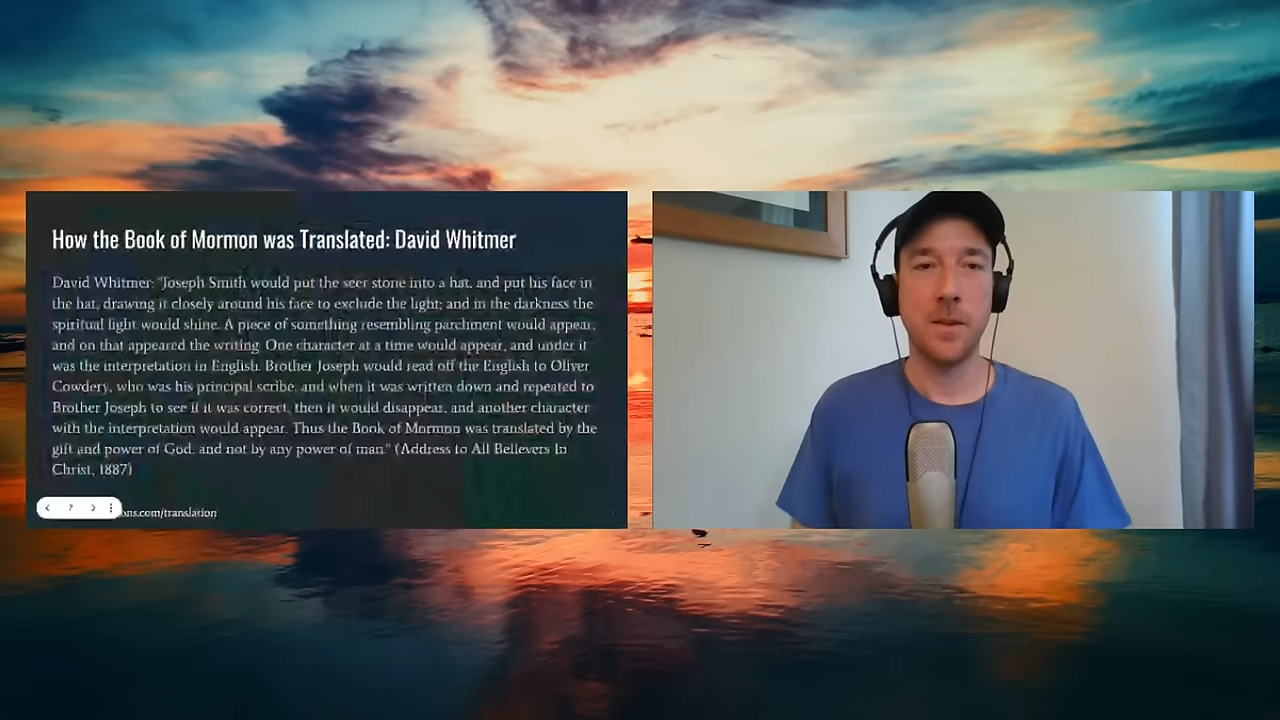 How the Book of Mormon was Translated: David Whitmer
David Whitmer: "Joseph Smith would put the seer stone into a hat, and put his face in
the hat, drawing it closely around his face to exclude the light; and in the darkness the
spiritual light would shine. A piece of something resembling parchment would appear,
and on that appeared the writing. One character at a time would appear, and under it
was the interpretation in English. Brother Joseph would read off the English to Oliver
Cowdery, who was his principal scribe, and when it was written down and repeated to
Brother Joseph to see if it was correct, then it would disappear, and another character
with the interpretation would appear. Thus the Book of Mormon was translated by the
gift and power of God, and not by any power of man." (Address to All Believers In
Christ, 1887)
ons.com/translation